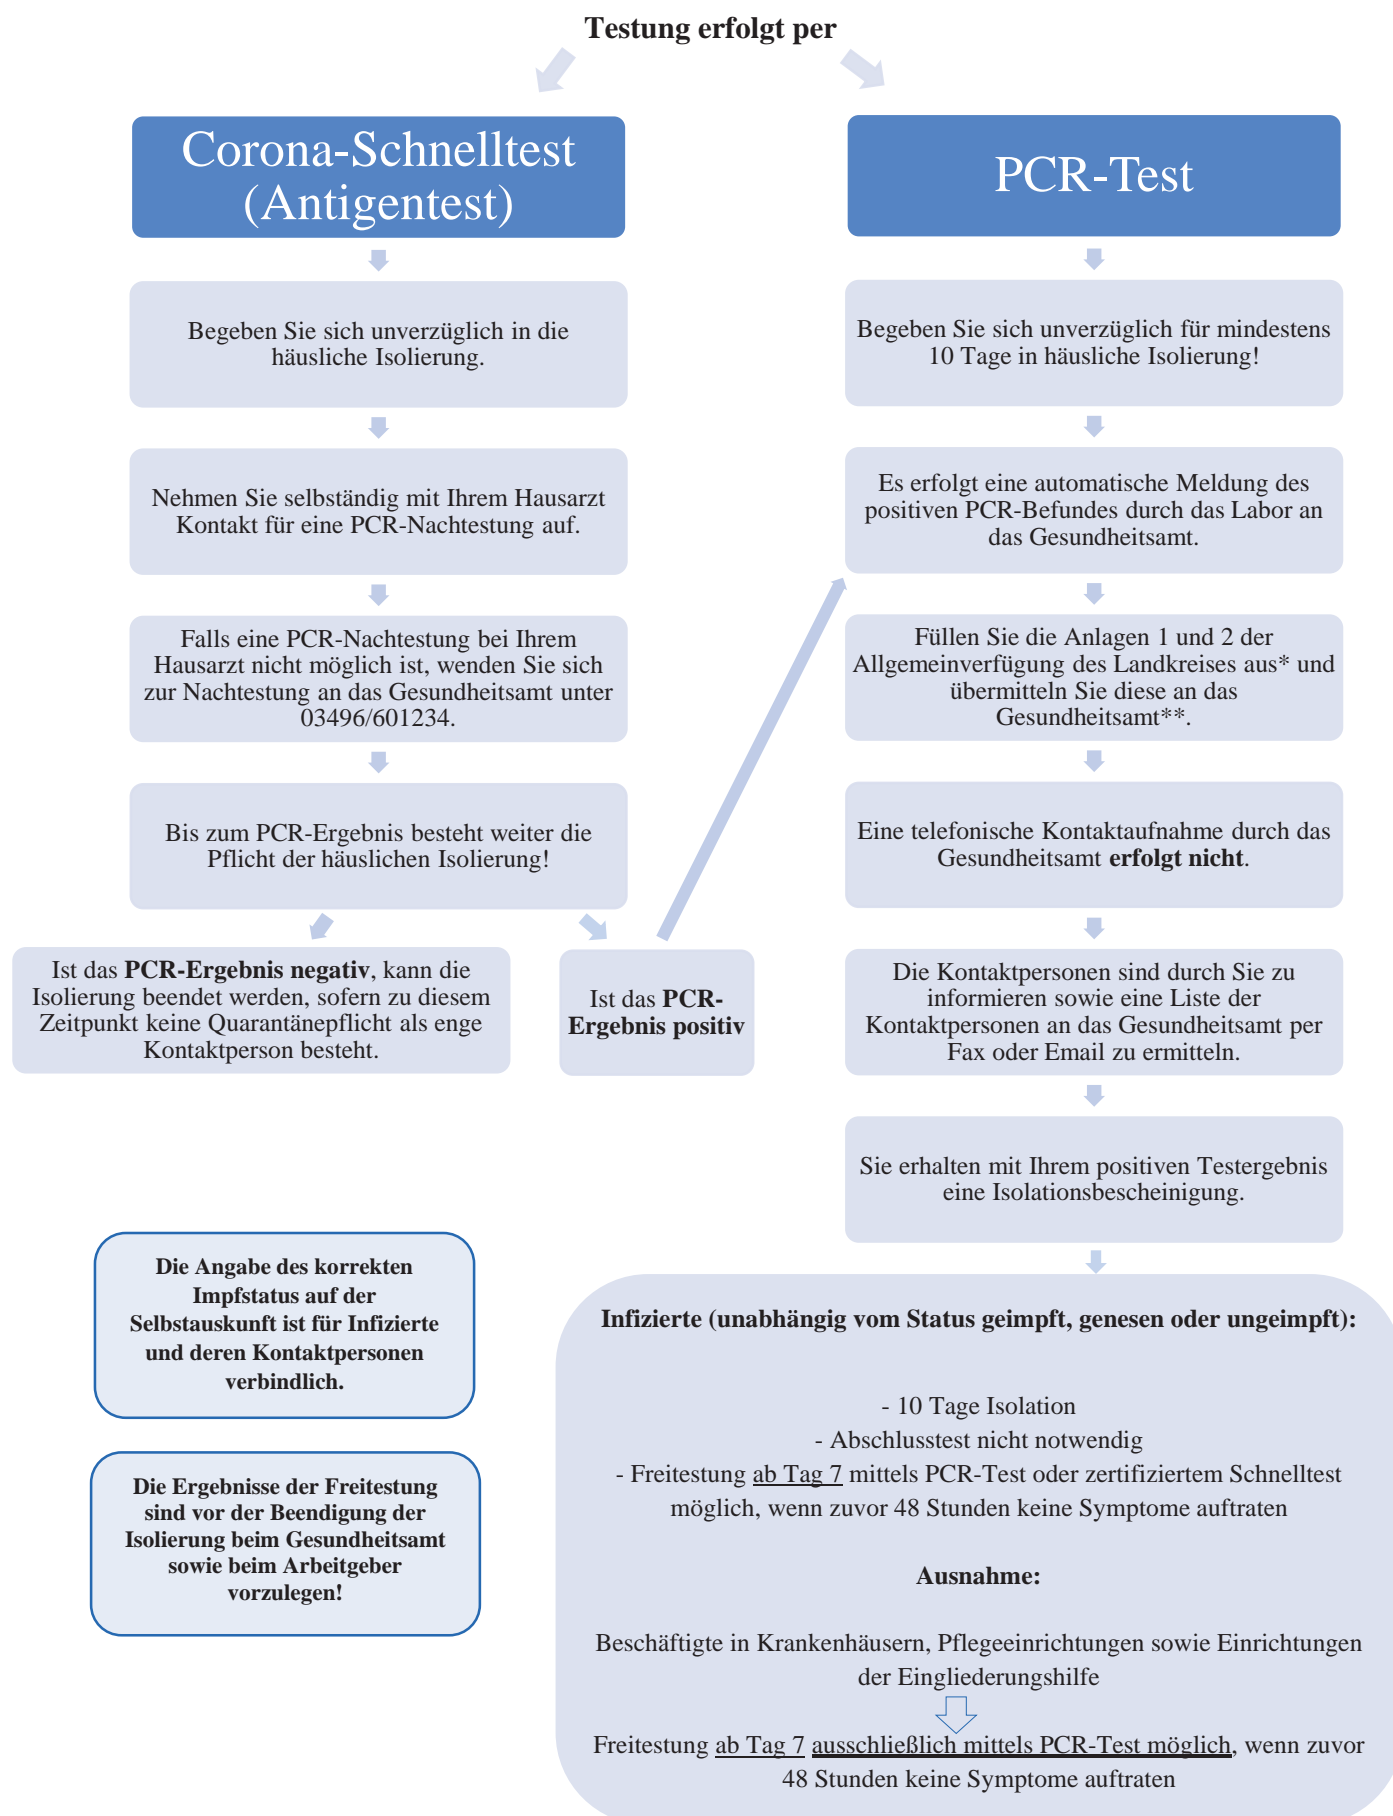 Testung erfolgt per
Corona-Schnelltest
(Antigentest)
Begeben Sie sich unverzüglich in die
häusliche Isolierung.
Nehmen Sie selbständig mit Ihrem Hausarzt
Kontakt für eine PCR-Nachtestung auf.
Falls eine PCR-Nachtestung bei Ihrem
Hausarzt nicht möglich ist, wenden Sie sich
zur Nachtestung an das Gesundheitsamt unter
03496/601234.
Bis zum PCR-Ergebnis besteht weiter die
Pflicht der häuslichen Isolierung!
Ist das PCR-Ergebnis negativ, kann die
Isolierung beendet werden, sofern zu diesem
Zeitpunkt keine Quarantänepflicht als enge
Kontaktperson besteht.
Ist das PCR-
Ergebnis positiv
PCR-Test
Begeben Sie sich unverzüglich für mindestens
10 Tage in häusliche Isolierung!
Es erfolgt eine automatische Meldung des
positiven PCR-Befundes durch das Labor an
das Gesundheitsamt.
Füllen Sie die Anlagen 1 und 2 der
Allgemeinverfügung des Landkreises aus* und
übermitteln Sie diese an das
Gesundheitsamt**.
Eine telefonische Kontaktaufnahme durch das
Gesundheitsamt erfolgt nicht.
Die Kontaktpersonen sind durch Sie zu
informieren sowie eine Liste der
Kontaktpersonen an das Gesundheitsamt per
Fax oder Email zu ermitteln.
Sie erhalten mit Ihrem positiven Testergebnis
eine Isolationsbescheinigung.
Die Angabe des korrekten
Impfstatus auf der
Selbstauskunft ist für Infizierte
und deren Kontaktpersonen
verbindlich.
Die Ergebnisse der Freitestung
sind vor der Beendigung der
Isolierung beim Gesundheitsamt
sowie beim Arbeitgeber
vorzulegen!
Infizierte (unabhängig vom Status geimpft, genesen oder ungeimpft):
- 10 Tage Isolation
- Abschlusstest nicht notwendig
- Freitestung ab Tag 7 mittels PCR-Test oder zertifiziertem Schnelltest
möglich, wenn zuvor 48 Stunden keine Symptome auftraten
Ausnahme:
Beschäftigte in Krankenhäusern, Pflegeeinrichtungen sowie Einrichtungen
der Eingliederungshilfe
Freitestung ab Tag 7 ausschließlich mittels PCR-Test möglich, wenn zuvor
48 Stunden keine Symptome auftraten